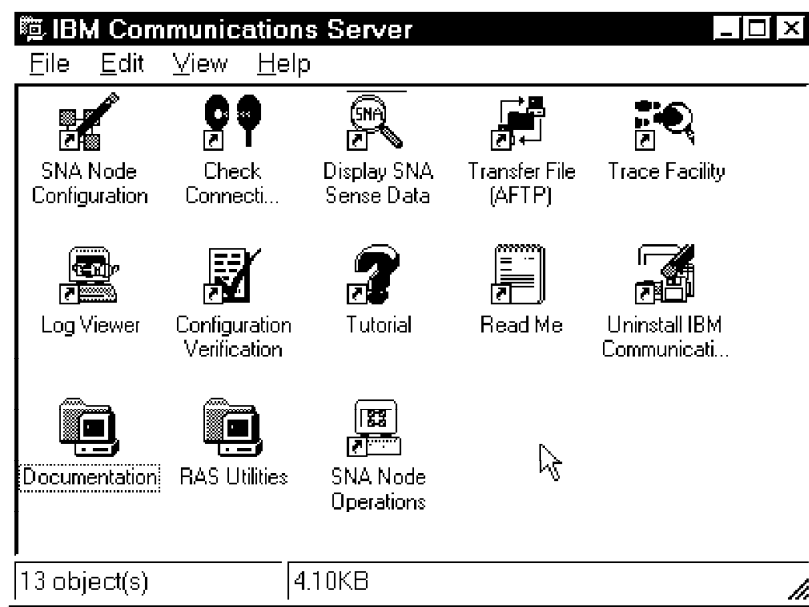 IBM Communications Server
File Edit View Help
SNA
SNA Node
Configuration
Check
Connecti...
Display SNA
Sense Data
Transfer File
(AFTP)
Trace Facility
Log Viewer
Configuration
Verification
Tutorial
Read Me
Uninstall IBM
Communicati...
Documentation
RAS Utilities
SNA Node
Operations
13 object(s)
4.10KB